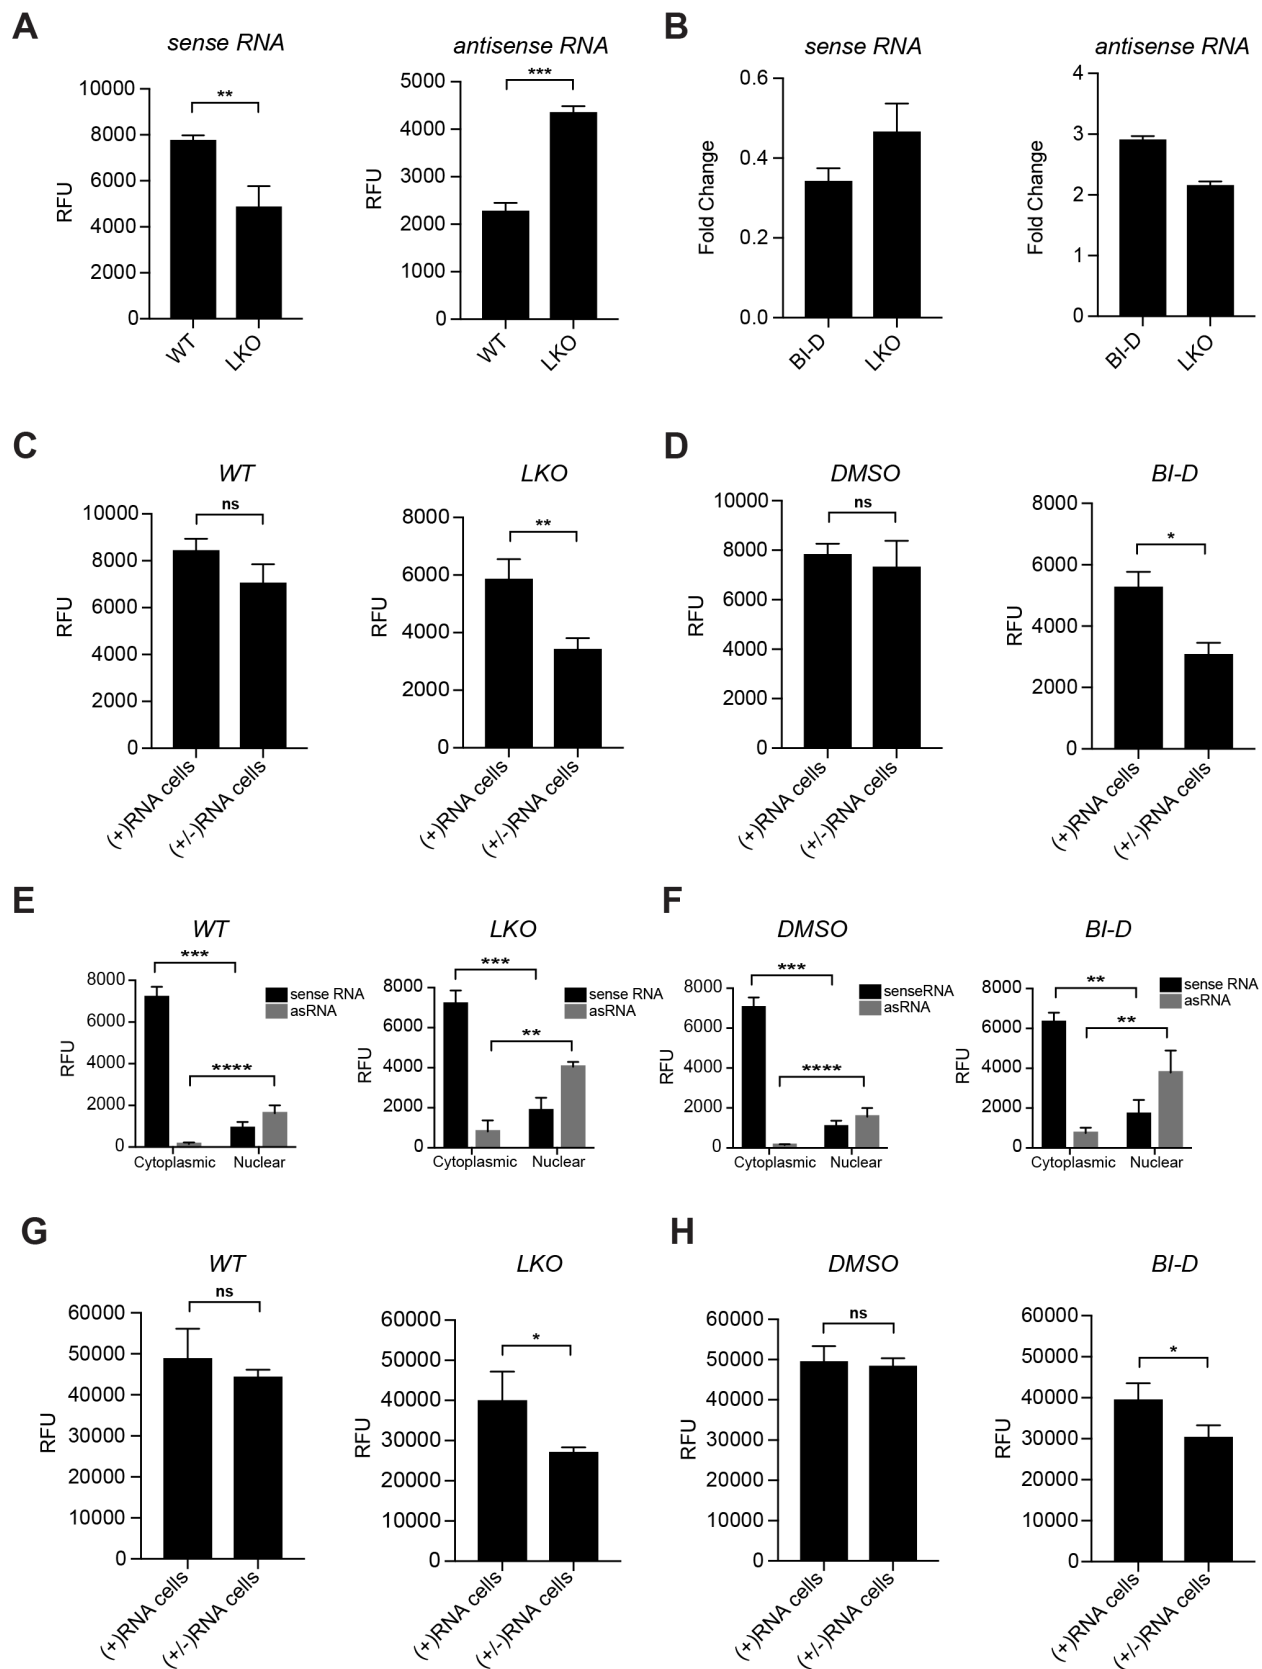 A
sense RNA
RFU
10000
8000
6000
4000
2000
0
**
WT
LKO
antisense RNA
RFU
5000
4000
3000
2000
1000
0
***
WT
LKO
B
sense RNA
Fold Change
0.6
0.4
0.2
0.0
BI-D
LKO
antisense RNA
Fold Change
4
3
2
1
0
BI-D
LKO
C
WT
RFU
10000
8000
6000
4000
2000
0
ns
(+)RNA cells
(+/-)RNA cells
LKO
RFU
8000
6000
4000
2000
0
**
(+)RNA cells
(+/-)RNA cells
D
DMSO
RFU
10000
8000
6000
4000
2000
0
ns
(+)RNA cells
(+/-)RNA cells
BI-D
RFU
8000
6000
4000
2000
0
*
(+)RNA cells
(+/-)RNA cells
E
WT
RFU
8000
6000
4000
2000
0
***
****
sense RNA
asRNA
Cytoplasmic Nuclear
LKO
RFU
8000
6000
4000
2000
0
***
**
sense RNA
asRNA
Cytoplasmic Nuclear
F
DMSO
RFU
8000
6000
4000
2000
0
***
****
senseRNA
asRNA
Cytoplasmic Nuclear
BI-D
RFU
8000
6000
4000
2000
0
**
**
senseRNA
asRNA
Cytoplasmic Nuclear
G
WT
RFU
60000
50000
40000
30000
20000
10000
0
ns
(+)RNA cells
(+/-)RNA cells
LKO
RFU
60000
50000
40000
30000
20000
10000
0
*
(+)RNA cells
(+/-)RNA cells
H
DMSO
RFU
60000
50000
40000
30000
20000
10000
0
ns
(+)RNA cells
(+/-)RNA cells
BI-D
RFU
60000
50000
40000
30000
20000
10000
0
*
(+)RNA cells
(+/-)RNA cells